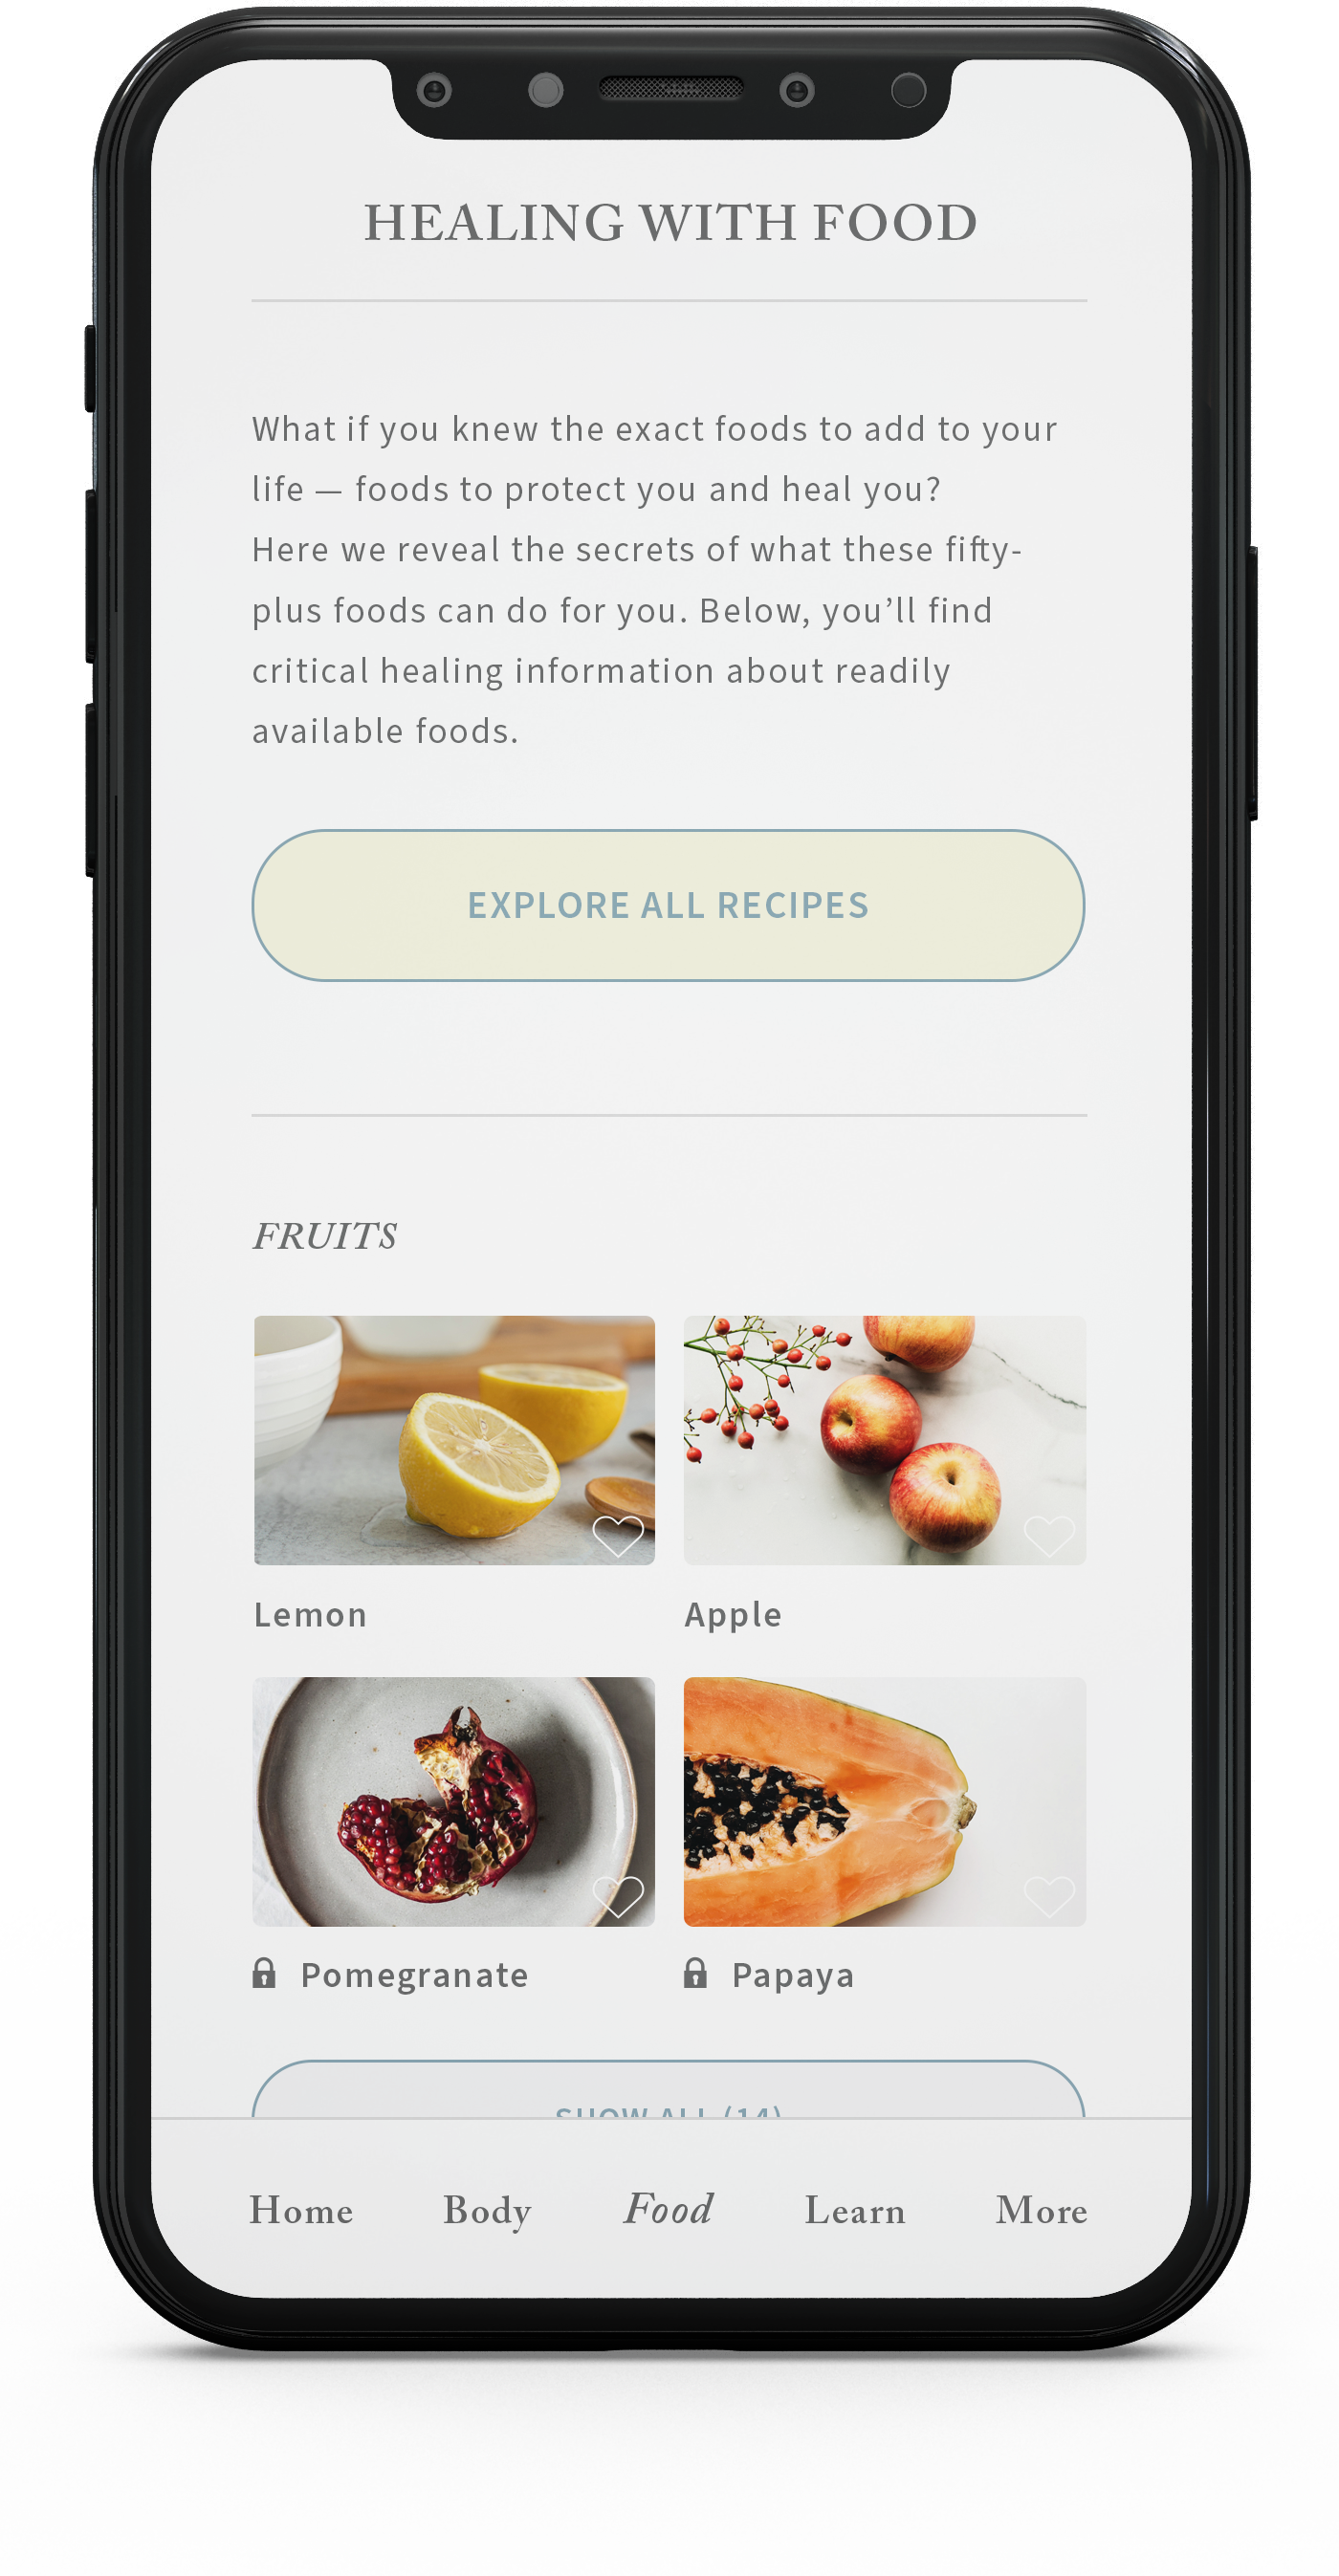 HEALING WITH FOOD
What if you knew the exact foods to add to your
life — foods to protect you and heal you?
Here we reveal the secrets of what these fifty-
plus foods can do for you. Below, you’ll find
critical healing information about readily
available foods.
EXPLORE ALL RECIPES
FRUITS
Lemon
Apple
Pomegranate
Papaya
SHOW ALL (14)
Home
Body
Food
Learn
More